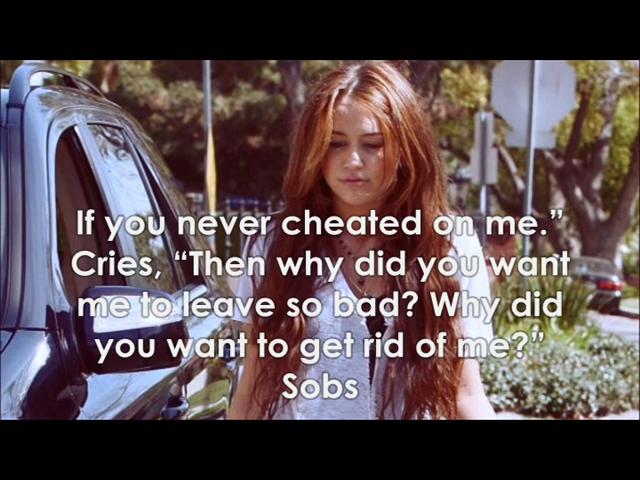 If you never cheated on me.”
Cries, “Then why did you want
me to leave so bad? Why did
you want to get rid of me?”
Sobs